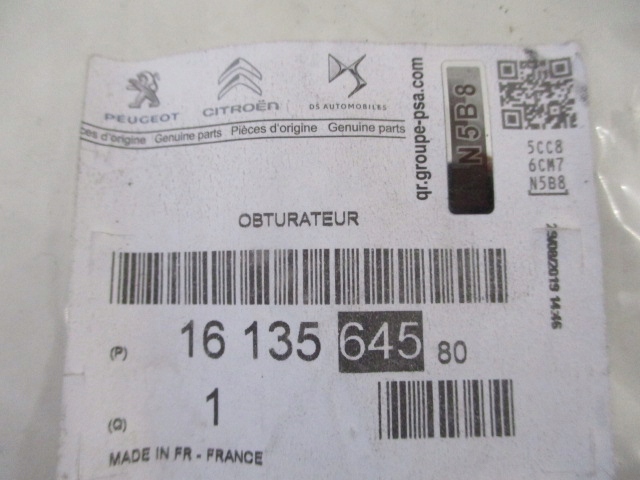 PEUGEOT CITROËN DS AUTOMOBILES
ces d'origine Genuine parts Pièces d'origine Genuine parts
qr.groupe-psa.com
N5B8
5CC8
6CM7
N5B8
OBTURATEUR
29/08/2019 14:46
(P) 16 135 645 80
(Q) 1
MADE IN FR - FRANCE